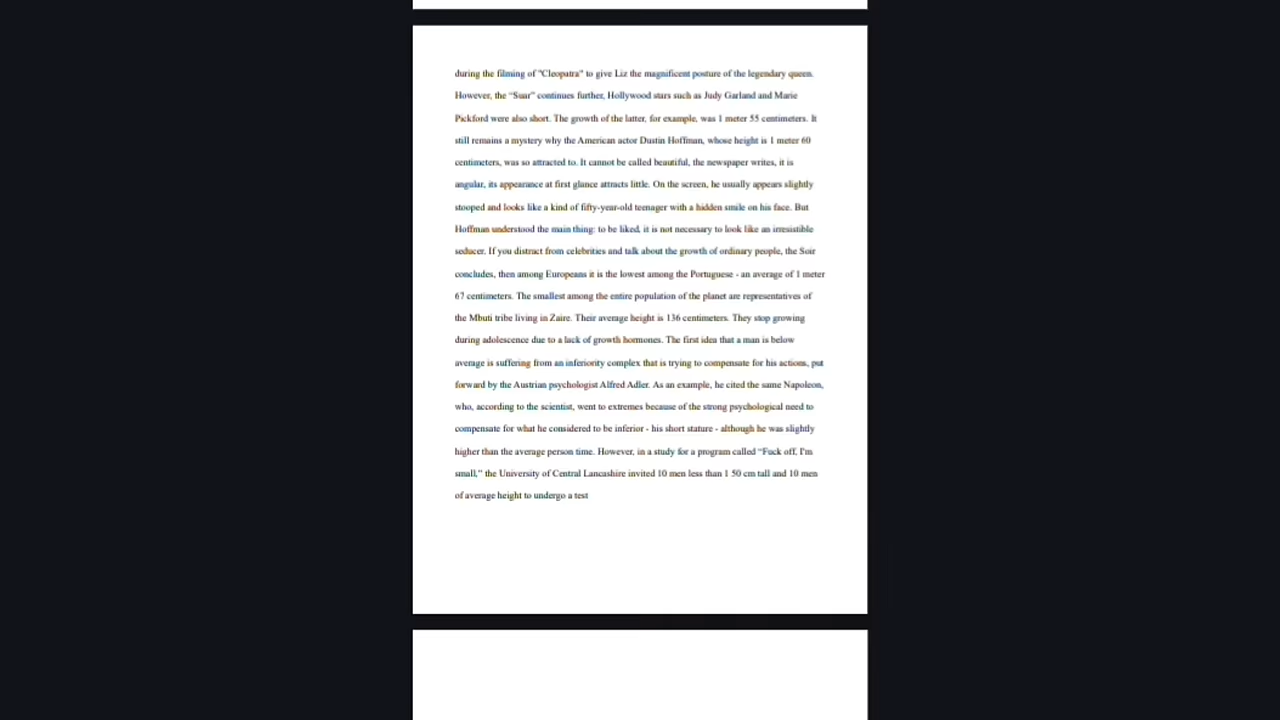 during the filming of "Cleopatra" to give Liz the magnificent posture of the legendary queen.
However, the “Suar” continues further, Hollywood stars such as Judy Garland and Marie
Pickford were also short. The growth of the latter, for example, was 1 meter 55 centimeters. It
still remains a mystery why the American actor Dustin Hoffman, whose height is 1 meter 60
centimeters, was so attracted to. It cannot be called beautiful, the newspaper writes, it is
angular, its appearance at first glance attracts little. On the screen, he usually appears slightly
stooped and looks like a kind of fifty-year-old teenager with a hidden smile on his face. But
Hoffman understood the main thing: to be liked, it is not necessary to look like an irresistible
seducer. If you distract from celebrities and talk about the growth of ordinary people, the Soir
concludes, then among Europeans it is the lowest among the Portuguese - an average of 1 meter
67 centimeters. The smallest among the entire population of the planet are representatives of
the Mbuti tribe living in Zaire. Their average height is 136 centimeters. They stop growing
during adolescence due to a lack of growth hormones. The first idea that a man is below
average is suffering from an inferiority complex that is trying to compensate for his actions, put
forward by the Austrian psychologist Alfred Adler. As an example, he cited the same Napoleon,
who, according to the scientist, went to extremes because of the strong psychological need to
compensate for what he considered to be inferior - his short stature - although he was slightly
higher than the average person time. However, in a study for a program called “Fuck off, I'm
small,” the University of Central Lancashire invited 10 men less than 1 50 cm tall and 10 men
of average height to undergo a test